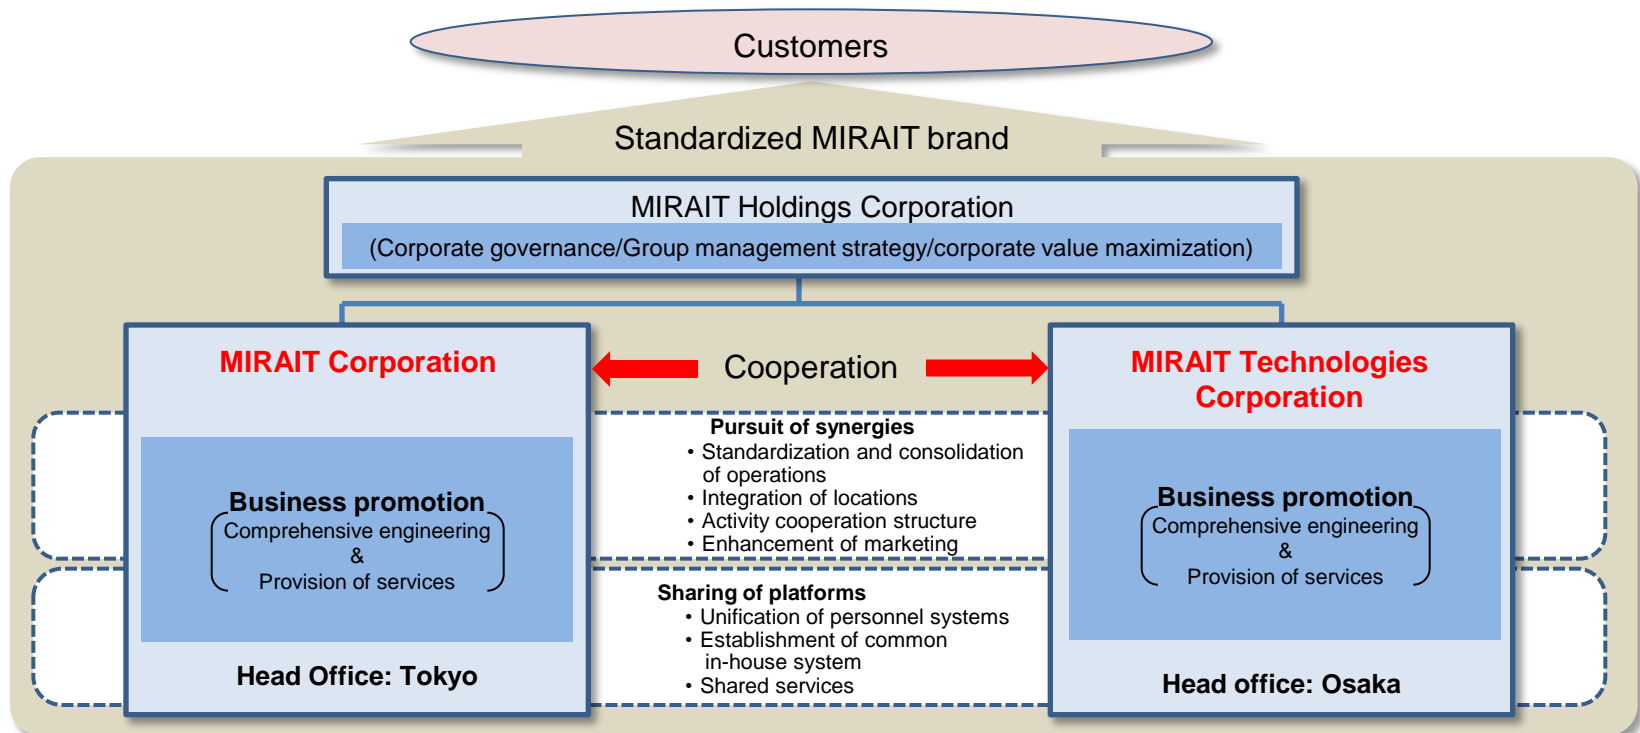 Customers
Standardized MIRAIT brand
MIRAIT Holdings Corporation
(Corporate governance/Group management strategy/corporate value maximization)
MIRAIT Corporation
Business promotion
Comprehensive engineering
&
Provision of services
Head Office: Tokyo
Cooperation
Pursuit of synergies
・Standardization and consolidation
of operations
・Integration of locations
・Activity cooperation structure
・Enhancement of marketing
Sharing of platforms
・Unification of personnel systems
・Establishment of common
in-house system
・Shared services
MIRAIT Technologies
Corporation
Business promotion
Comprehensive engineering
&
Provision of services
Head office: Osaka